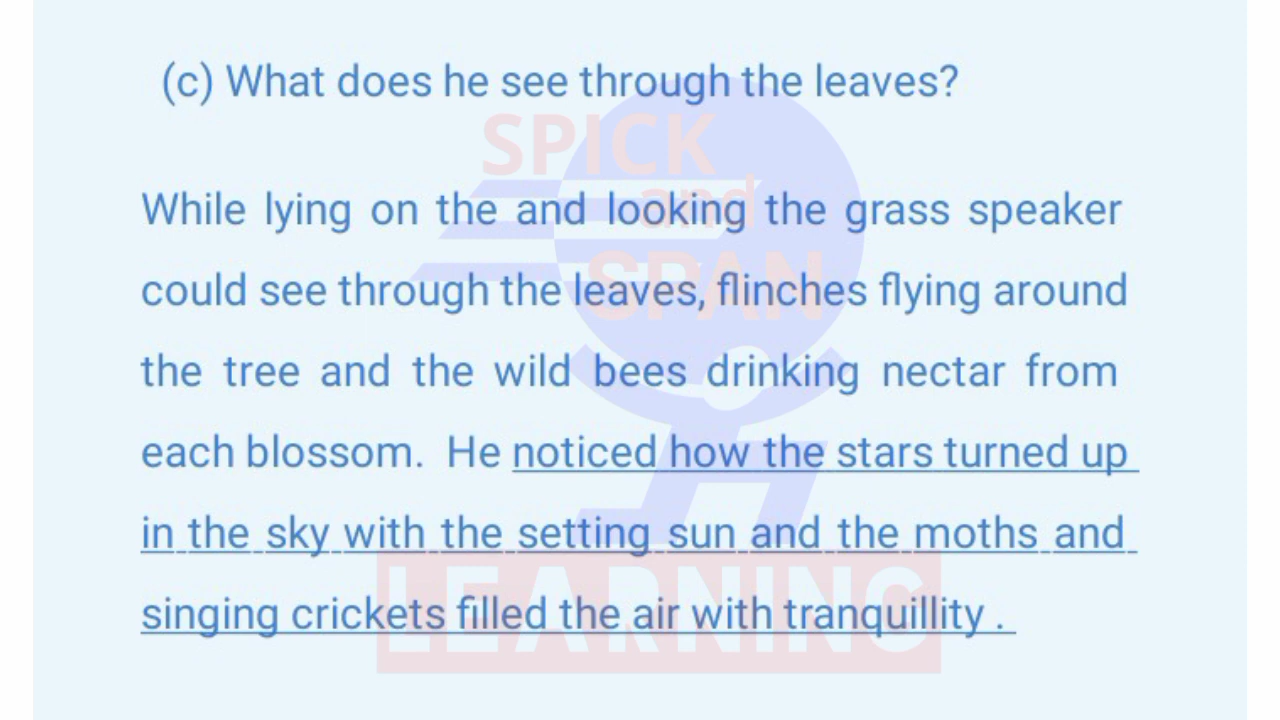 (c) What does he see through the leaves?
SPICK
and
SPAN
While lying on the and looking the grass speaker
could see through the leaves, flinches flying around
the tree and the wild bees drinking nectar from
each blossom. He noticed how the stars turned up
in the sky with the setting sun and the moths and
singing crickets filled the air with tranquillity .
LEARNING